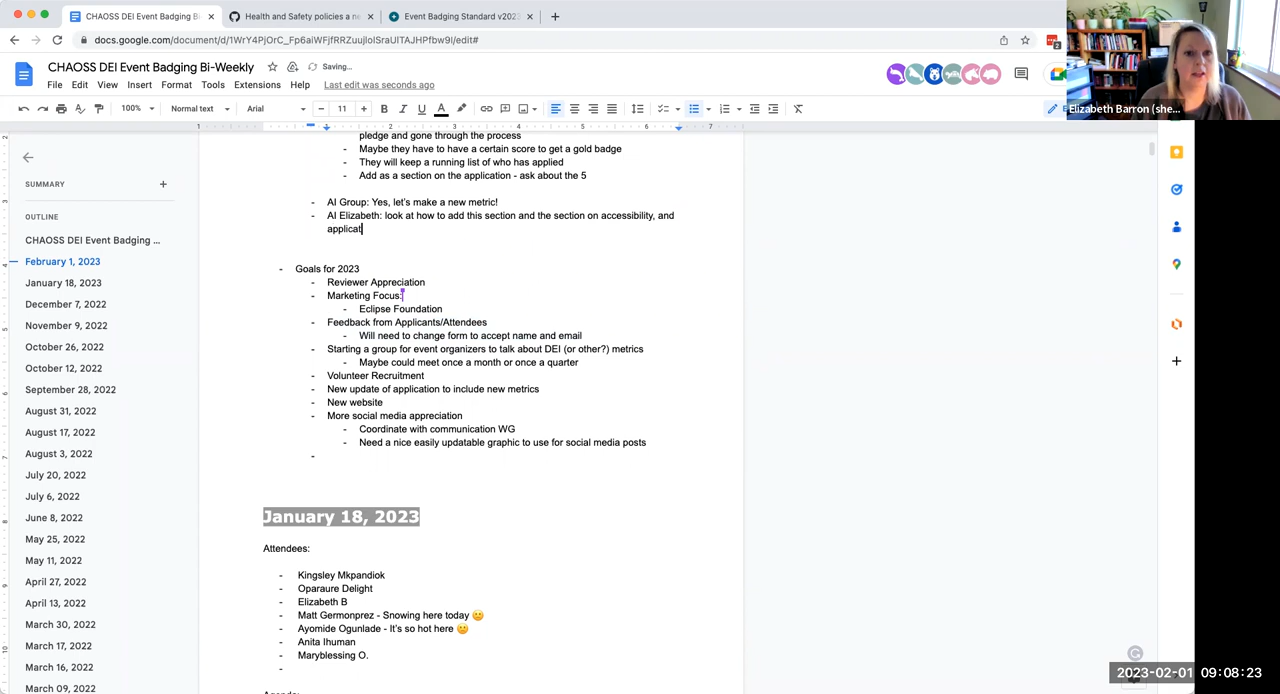 CHAOSS DEI Event Badging Bi
Health and Safety policies a ne
Event Badging Standard v2023
docs.google.com/document/d/1WrY4PjOrC_Fp6aiWFjfRRZuujlolSraUlTAJHPfbw9I/edit#
2
CHAOSS DEI Event Badging Bi-Weekly
Saving...
File Edit View Insert Format Tools Extensions Help Last edit was seconds ago
100% Normal text Arial 11
Elizabeth Barron (she...
1 1 2 3 4 5 6 7
SUMMARY
OUTLINE
CHAOSS DEI Event Badging ...
February 1, 2023
January 18, 2023
December 7, 2022
November 9, 2022
October 26, 2022
October 12, 2022
September 28, 2022
August 31, 2022
August 17, 2022
August 3, 2022
July 20, 2022
July 6, 2022
June 8, 2022
May 25, 2022
May 11, 2022
April 27, 2022
April 13, 2022
March 30, 2022
March 17, 2022
March 16, 2022
March 09, 2022
pledge and gone through the process
- Maybe they have to have a certain score to get a gold badge
- They will keep a running list of who has applied
- Add as a section on the application - ask about the 5
- AI Group: Yes, let's make a new metric!
- AI Elizabeth: look at how to add this section and the section on accessibility, and
applicat
- Goals for 2023
- Reviewer Appreciation
- Marketing Focus:
- Eclipse Foundation
- Feedback from Applicants/Attendees
- Will need to change form to accept name and email
- Starting a group for event organizers to talk about DEI (or other?) metrics
- Maybe could meet once a month or once a quarter
- Volunteer Recruitment
- New update of application to include new metrics
- New website
- More social media appreciation
- Coordinate with communication WG
- Need a nice easily updatable graphic to use for social media posts
-
January 18, 2023
Attendees:
- Kingsley Mkpandiok
- Oparaure Delight
- Elizabeth B
- Matt Germonprez - Snowing here today
- Ayomide Ogunlade - It's so hot here
- Anita Ihuman
- Maryblessing O.
-
2023-02-01 09:08:23